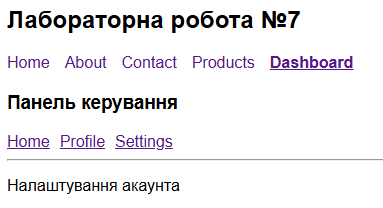 Лабораторна робота №7
Home About Contact Products Dashboard
Панель керування
Home Profile Settings
Налаштування акаунта